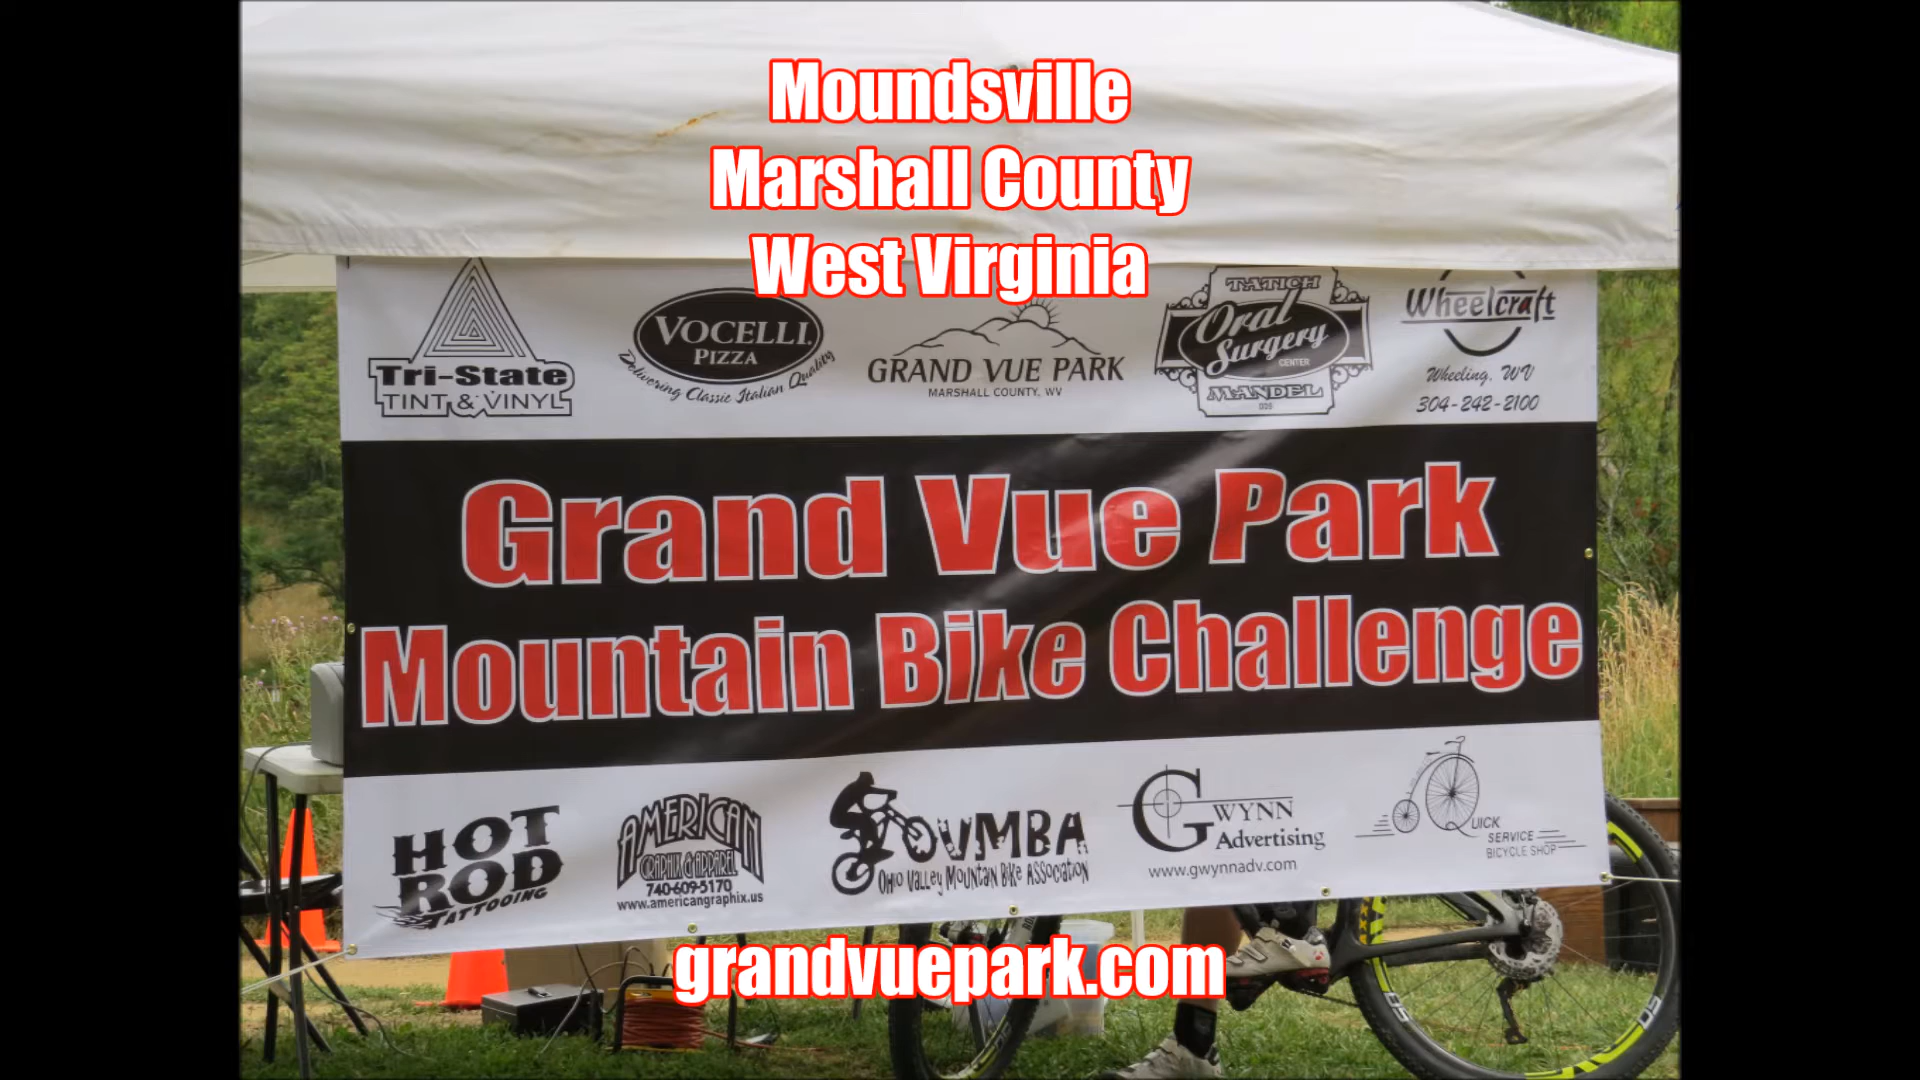 Moundsville
Marshall County
West Virginia
Tri-State
TINT & VINYL
VOCELLI
PIZZA
Delivering Classic Italian Quality
GRAND VUE PARK
MARSHALL COUNTY, WV
TATICH
Oral
Surgery
CENTER
MANDEL
DDS
Wheelcraft
Wheeling, WV
304-242-2100
Grand Vue Park
Mountain Bike Challenge
HOT
ROD
TATTOOING
AMERICAN
GRAPHIX & APPAREL
740-609-5170
www.americangraphix.us
OVMBA
OHIO VALLEY MOUNTAIN BIKE ASSOCIATION
GWYNN
Advertising
www.gwynnadv.com
QUICK
SERVICE
BICYCLE SHOP
grandvuepark.com